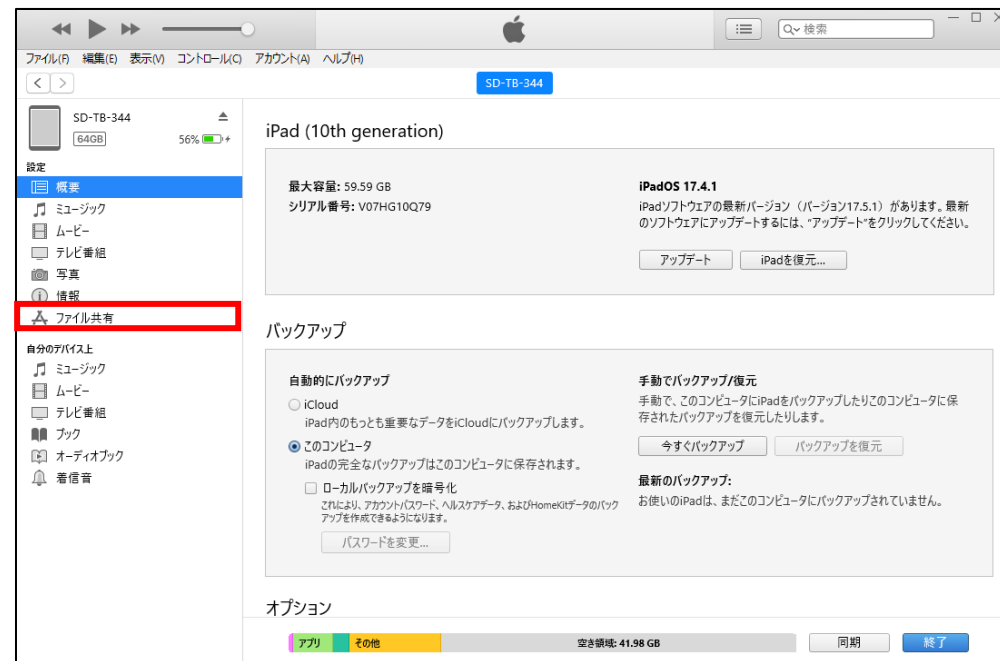 検索
ファイル(F) 編集(E) 表示(V) コントロール(C) アカウント(A) ヘルプ(H)
SD-TB-344
SD-TB-344
64GB
56%
設定
概要
ミュージック
ムービー
テレビ番組
写真
情報
ファイル共有
自分のデバイス上
ミュージック
ムービー
テレビ番組
ブック
オーディオブック
着信音
iPad (10th generation)
最大容量: 59.59 GB
シリアル番号: V07HG10Q79
iPadOS 17.4.1
iPadソフトウェアの最新バージョン（バージョン17.5.1）があります。最新
のソフトウェアにアップデートするには、“アップデート”をクリックしてください。
アップデート
iPadを復元...
バックアップ
自動的にバックアップ
iCloud
iPad内のもっとも重要なデータをiCloudにバックアップします。
このコンピュータ
iPadの完全なバックアップはこのコンピュータに保存されます。
ローカルバックアップを暗号化
これにより、アカウントパスワード、ヘルスケアデータ、およびHomeKitデータのバック
アップを作成できるようになります。
パスワードを変更...
手動でバックアップ/復元
手動で、このコンピュータにiPadをバックアップしたりこのコンピュータに保
存されたバックアップを復元したりします。
今すぐバックアップ
バックアップを復元
最新のバックアップ:
お使いのiPadは、まだこのコンピュータにバックアップされていません。
オプション
アプリ
その他
空き領域: 41.98 GB
同期
終了